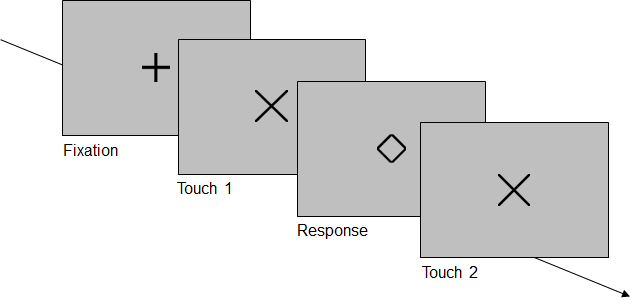 Fixation
Touch 1
Response
Touch 2